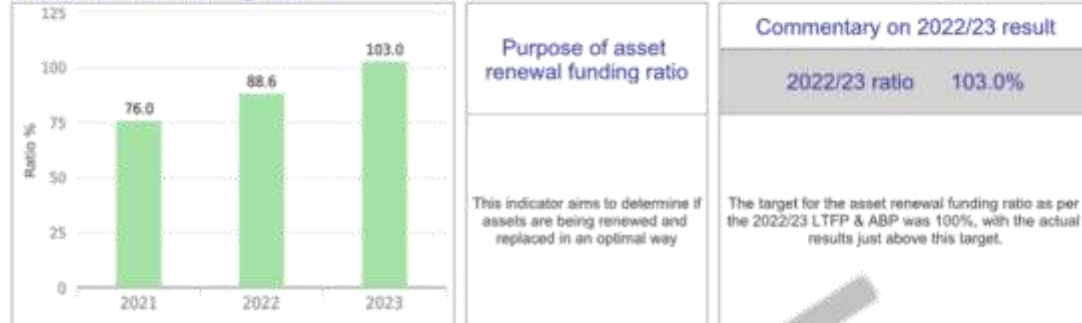 125
100
75
50
25
0
Ratio %
76.0
88.6
103.0
2021
2022
2023
Purpose of asset
renewal funding ratio
This indicator aims to determine if
assets are being renewed and
replaced in an optimal way
Commentary on 2022/23 result
2022/23 ratio 103.0%
The target for the asset renewal funding ratio as per
the 2022/23 LTFP & ABP was 100%, with the actual
results just above this target.